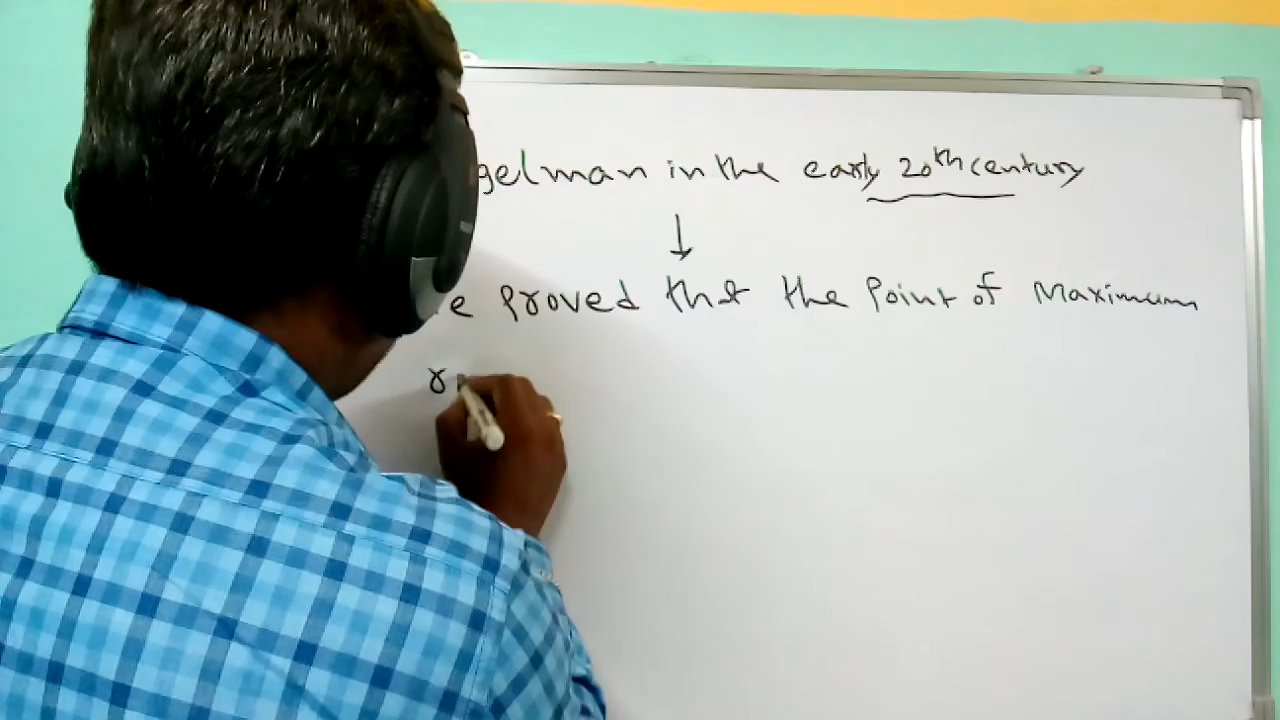 gelman in the early 20th century
e proved that the Point of Maximum
r